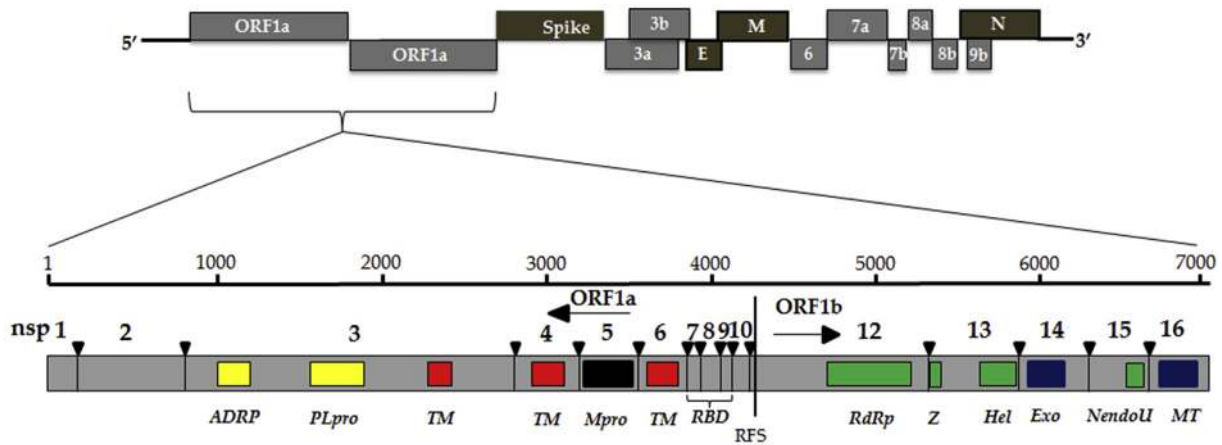 ORF1a Spike 3b M 7a 8a N
5' 3'
ORF1a 3a E 6 7b 8b 9b
1 1000 2000 3000 4000 5000 6000 7000
ORF1a ORF1b
nsp 1 2 3 4 5 6 7 8 9 10 12 13 14 15 16
ADRP PLpro TM TM Mpro TM RBD RdRp Z Hel Exo NendoU MT
RFS